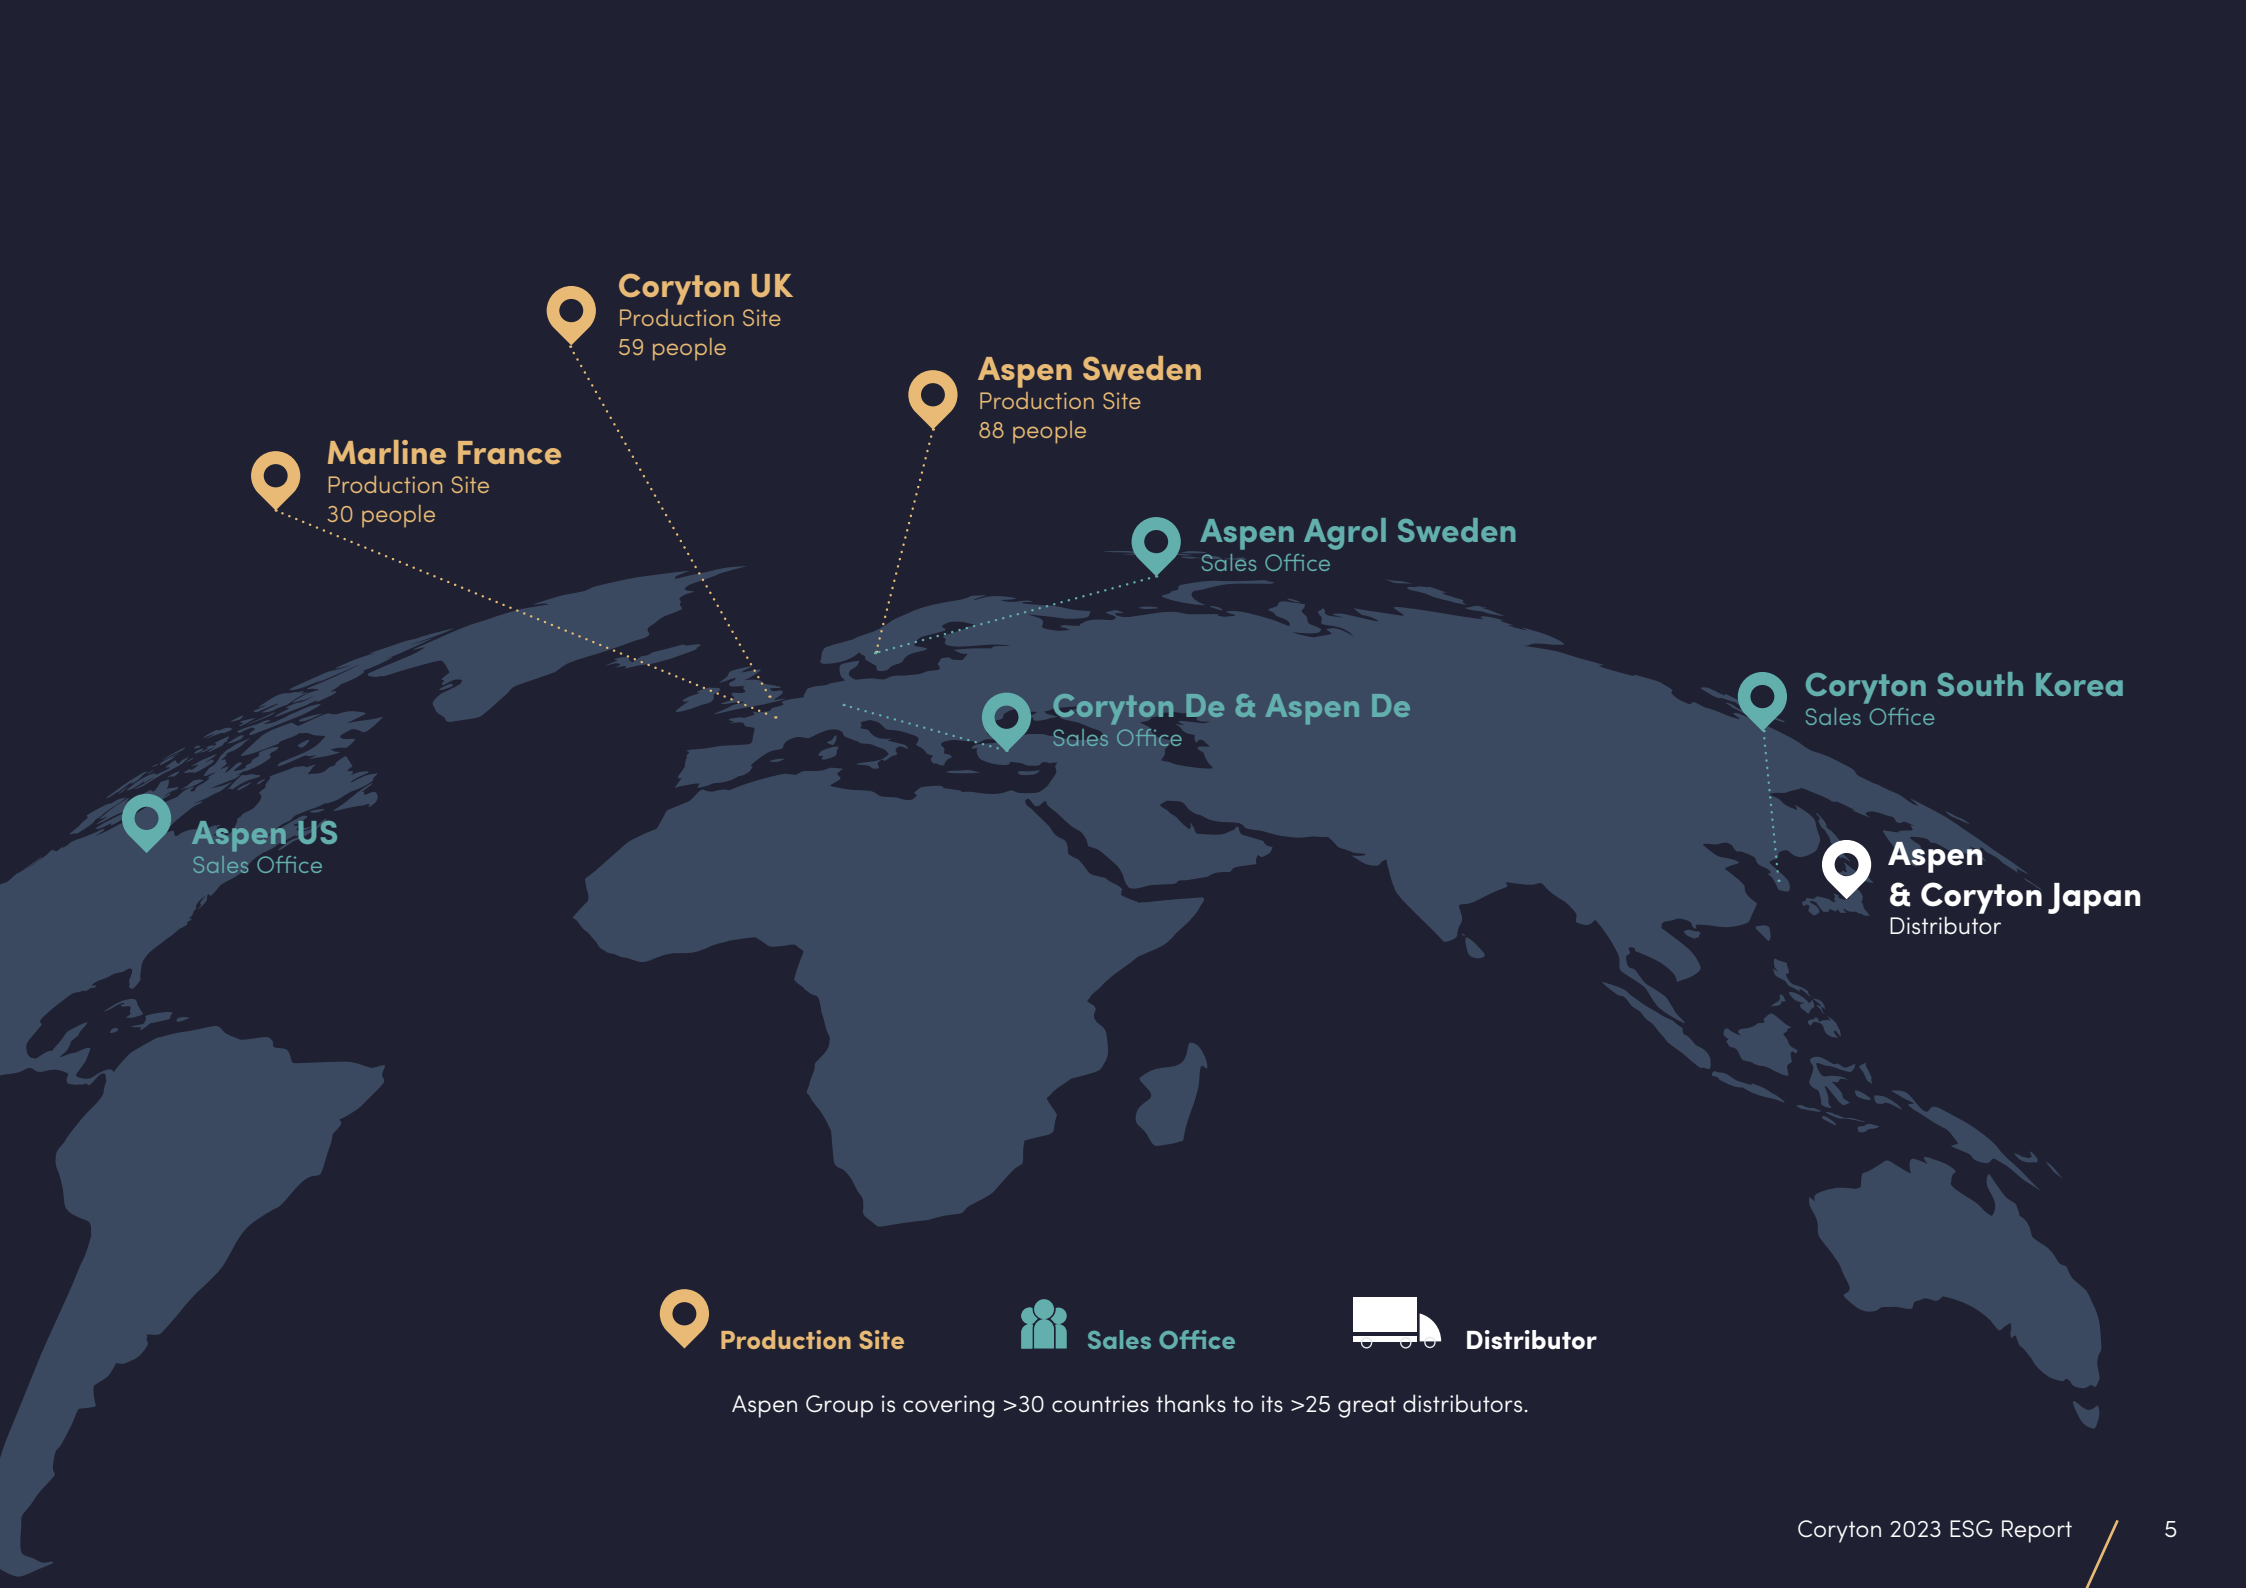 Coryton UK
Production Site
59 people
Aspen Sweden
Production Site
88 people
Marline France
Production Site
30 people
Aspen Agrol Sweden
Sales Office
Coryton De & Aspen De
Sales Office
Coryton South Korea
Sales Office
Aspen US
Sales Office
Aspen
& Coryton Japan
Distributor
Production Site
Sales Office
Distributor
Aspen Group is covering >30 countries thanks to its >25 great distributors.
Coryton 2023 ESG Report
5